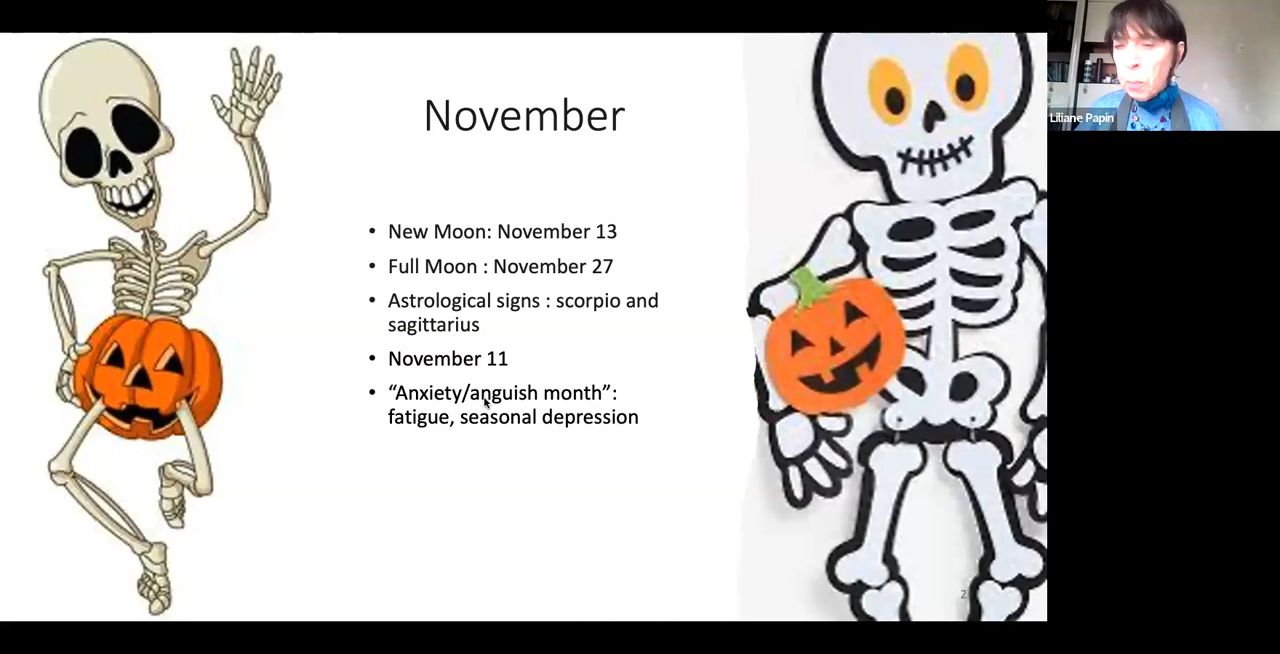 November
• New Moon: November 13
• Full Moon : November 27
• Astrological signs : scorpio and
sagittarius
• November 11
• “Anxiety/anguish month”:
fatigue, seasonal depression
2
Liliane Papin